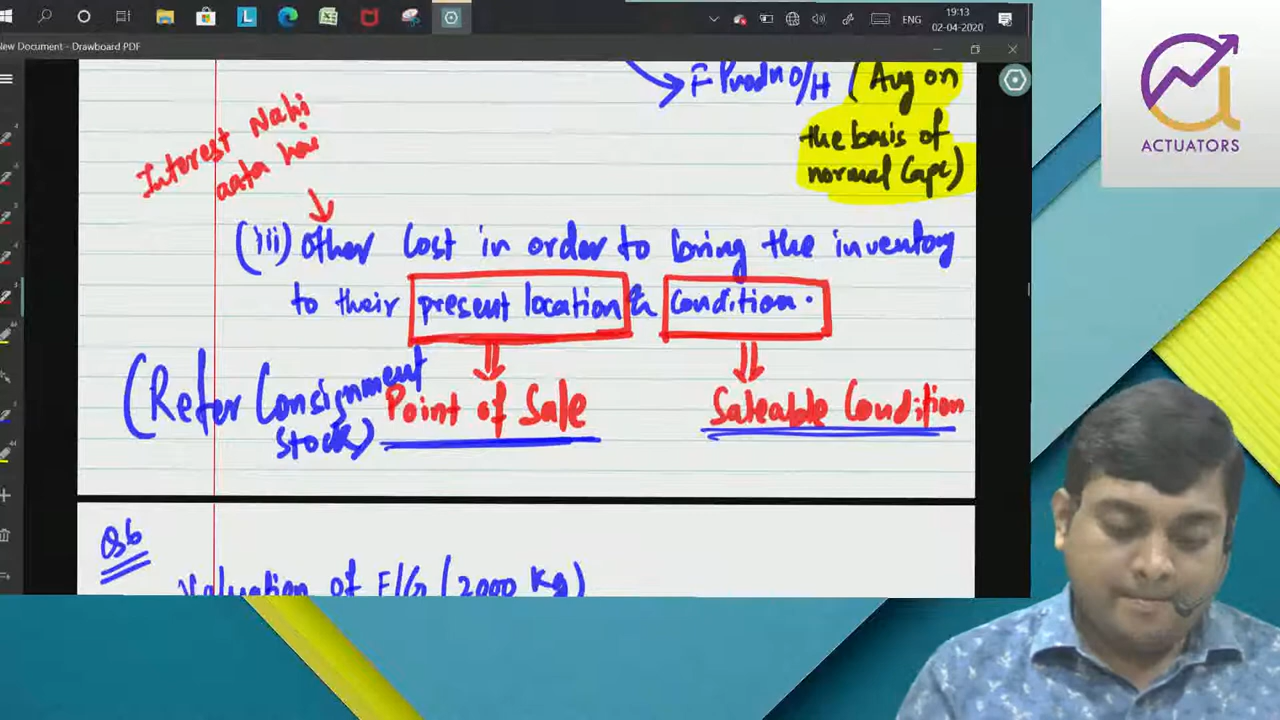 19:13
ENG
02-04-2020
New Document - Drawboard PDF
ACTUATORS
F Produ O/H (Avg on
the basis of
normal Cape)
Interest Nahi
aata hai
(iii) other cost in order to bring the inventory
to their present location & Condition.
(Refer Consignment
stock)
Point of Sale
Saleable Condition
Q6
Valuation of F/G (2000 kg)